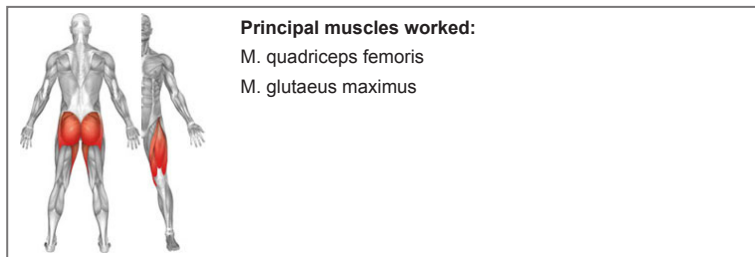 Principal muscles worked:
M. quadriceps femoris
M. glutaeus maximus